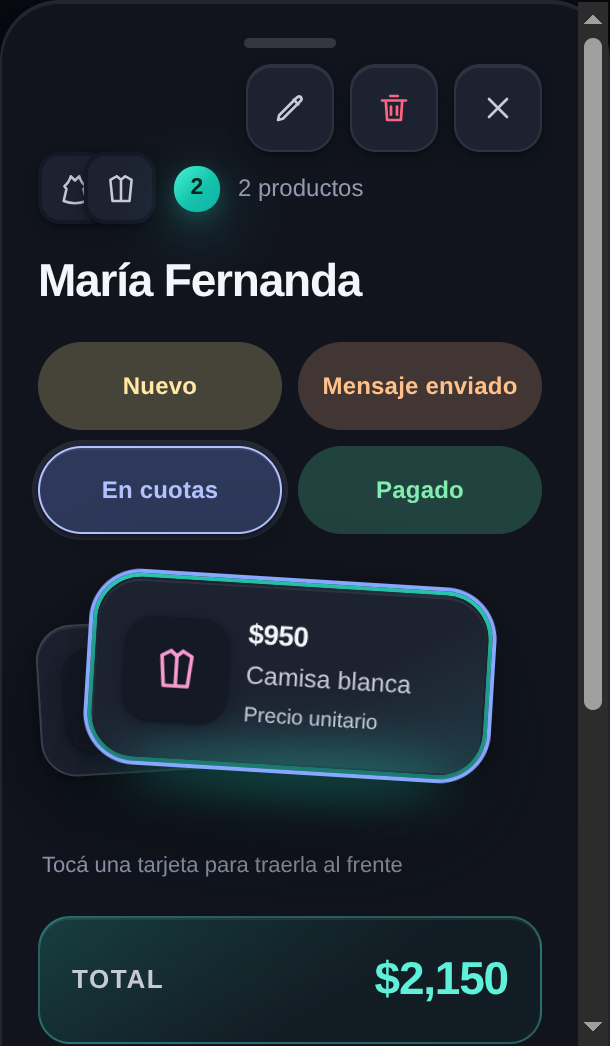 2
2 productos
María Fernanda
Nuevo
Mensaje enviado
En cuotas
Pagado
$950
Camisa blanca
Precio unitario
Tocá una tarjeta para traerla al frente
TOTAL
$2,150